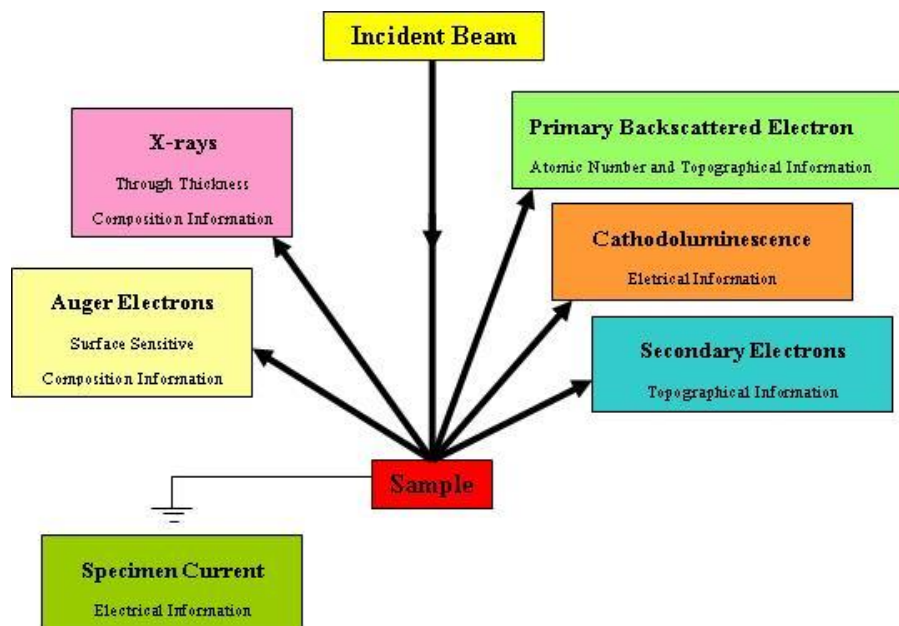 Incident Beam
X-rays
Through Thickness
Composition Information
Primary Backscattered Electron
Atomic Number and Topographical Information
Auger Electrons
Surface Sensitive
Composition Information
Cathodoluminescence
Eletrical Information
Secondary Electrons
Topographical Information
Sample
Specimen Current
Electrical Information